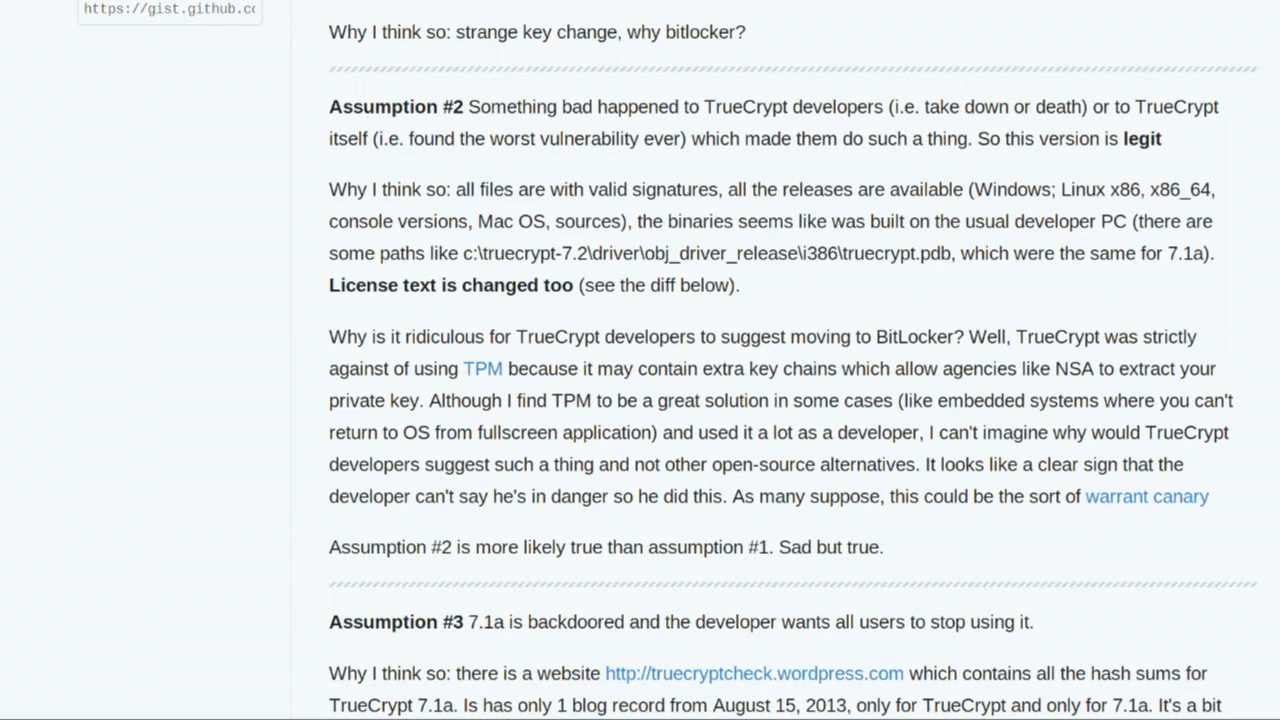 https://gist.github.co
Why I think so: strange key change, why bitlocker?
Assumption #2 Something bad happened to TrueCrypt developers (i.e. take down or death) or to TrueCrypt
itself (i.e. found the worst vulnerability ever) which made them do such a thing. So this version is legit
Why I think so: all files are with valid signatures, all the releases are available (Windows; Linux x86, x86_64,
console versions, Mac OS, sources), the binaries seems like was built on the usual developer PC (there are
some paths like c:\truecrypt-7.2\driver\obj_driver_release\i386\truecrypt.pdb, which were the same for 7.1a).
License text is changed too (see the diff below).
Why is it ridiculous for TrueCrypt developers to suggest moving to BitLocker? Well, TrueCrypt was strictly
against of using TPM because it may contain extra key chains which allow agencies like NSA to extract your
private key. Although I find TPM to be a great solution in some cases (like embedded systems where you can't
return to OS from fullscreen application) and used it a lot as a developer, I can't imagine why would TrueCrypt
developers suggest such a thing and not other open-source alternatives. It looks like a clear sign that the
developer can't say he's in danger so he did this. As many suppose, this could be the sort of warrant canary
Assumption #2 is more likely true than assumption #1. Sad but true.
Assumption #3 7.1a is backdoored and the developer wants all users to stop using it.
Why I think so: there is a website http://truecryptcheck.wordpress.com which contains all the hash sums for
TrueCrypt 7.1a. Is has only 1 blog record from August 15, 2013, only for TrueCrypt and only for 7.1a. It's a bit